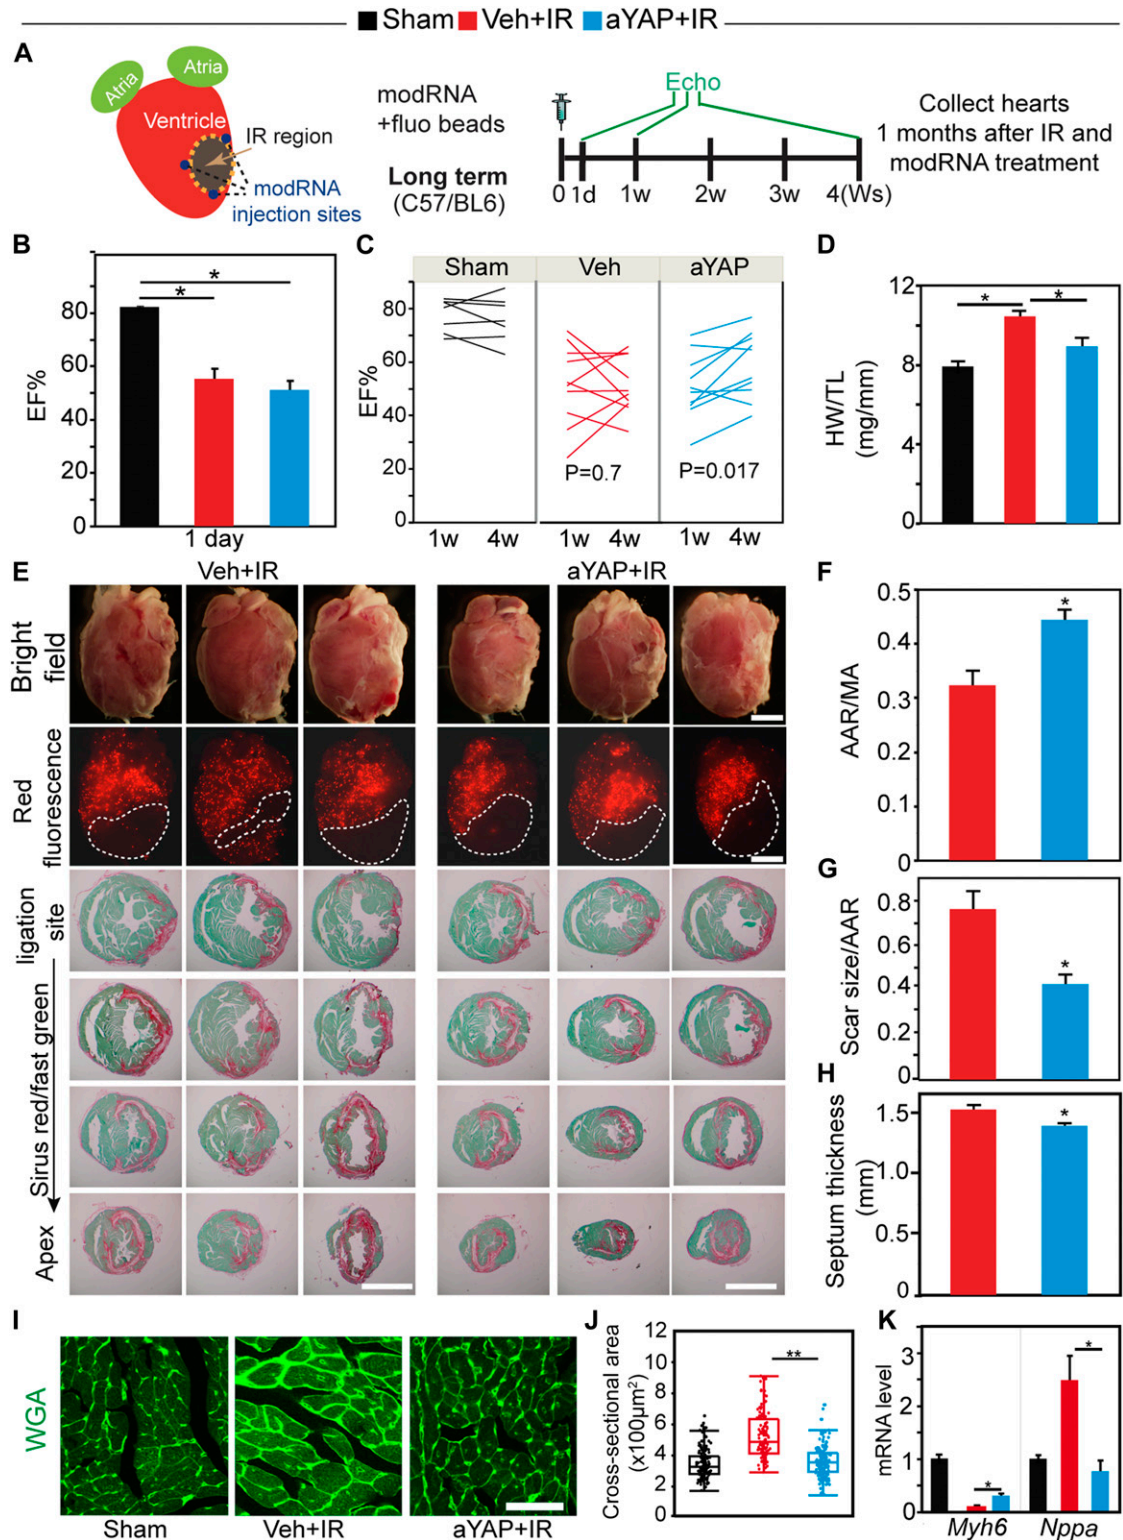 Sham Veh+IR aYAP+IR
A
Atria
Atria
Ventricle
IR region
modRNA
injection sites
modRNA
+fluo beads
Long term
(C57/BL6)
Echo
0 1d 1w 2w 3w 4(Ws)
Collect hearts
1 months after IR and
modRNA treatment
B
EF%
80
60
40
20
0
*
*
1 day
C
Sham Veh aYAP
EF%
80
60
40
20
0
P=0.7
P=0.017
1w 4w 1w 4w 1w 4w
D
HW/TL
(mg/mm)
12
8
4
0
* *
E
Veh+IR aYAP+IR
Bright
field
Red
fluorescence
ligation
site
Sirus red/fast green
Apex
F
AAR/MA
0.5
0.4
0.3
0.2
0.1
0
*
G
Scar size/AAR
0.8
0.6
0.4
0.2
0
*
H
Septum thickness
(mm)
1.5
1.0
0.5
0
*
I
WGA
Sham Veh+IR aYAP+IR
J
Cross-sectional area
(x100µm²)
12
10
8
6
4
2
0
**
K
mRNA level
3
2
1
0
*
*
Myh6 Nppa